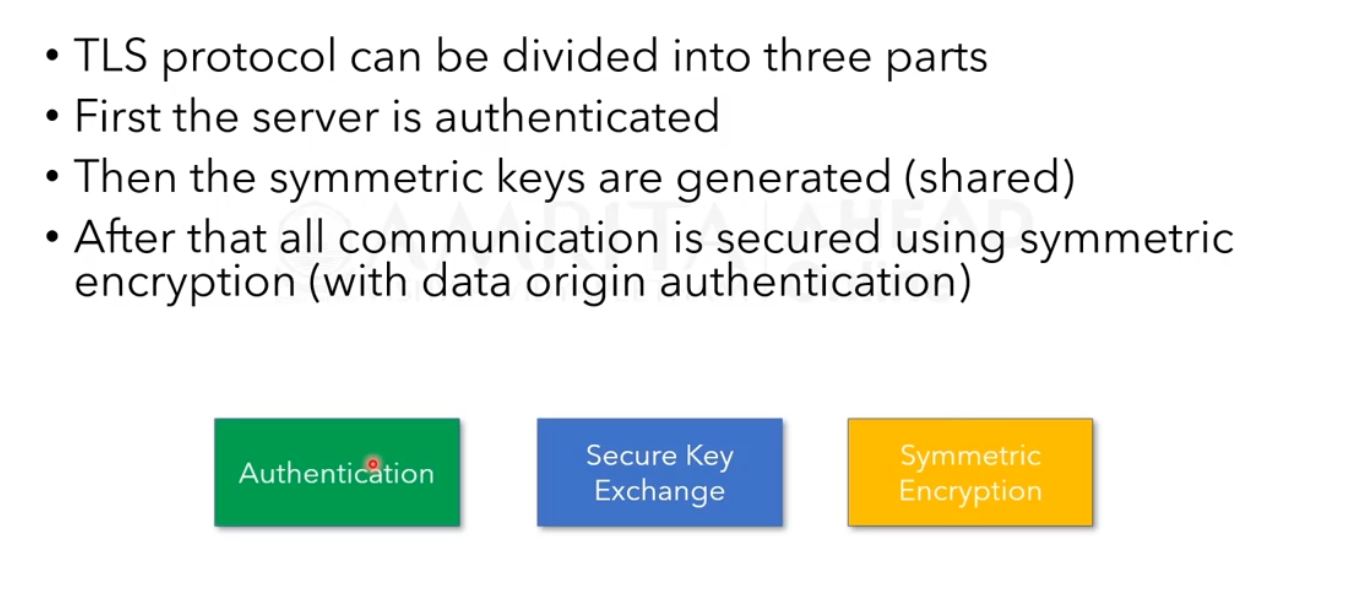 • TLS protocol can be divided into three parts
• First the server is authenticated
• Then the symmetric keys are generated (shared)
• After that all communication is secured using symmetric
encryption (with data origin authentication)
AMRITA AHEAD
Authentication
Secure Key
Exchange
Symmetric
Encryption